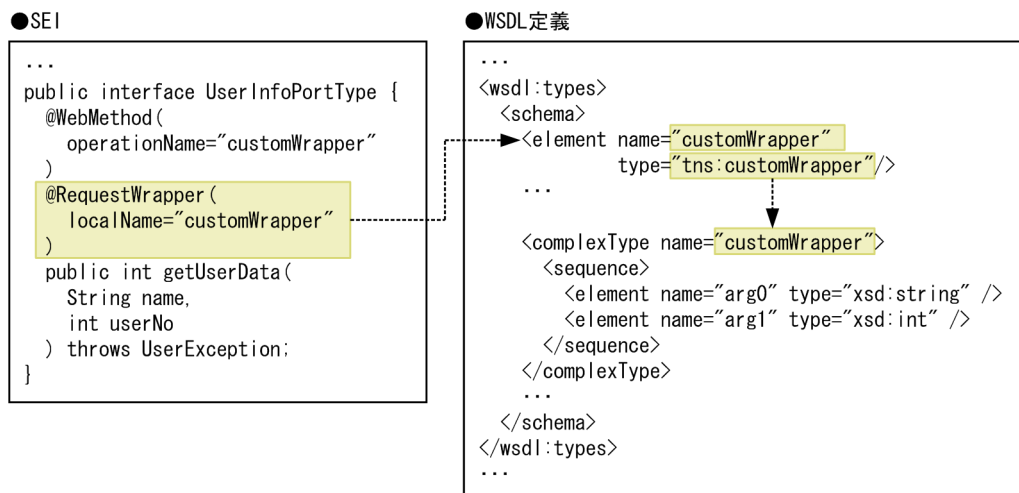 ●SEI
...
public interface UserInfoPortType {
@WebMethod(
operationName="customWrapper"
)
@RequestWrapper(
localName="customWrapper"
)
public int getUserData(
String name,
int userNo
) throws UserException;
}
●WSDL定義
...
<wsdl:types>
<schema>
<element name="customWrapper"
type="tns:customWrapper"/>
...
<complexType name="customWrapper">
<sequence>
<element name="arg0" type="xsd:string" />
<element name="arg1" type="xsd:int" />
</sequence>
</complexType>
...
</schema>
</wsdl:types>
...